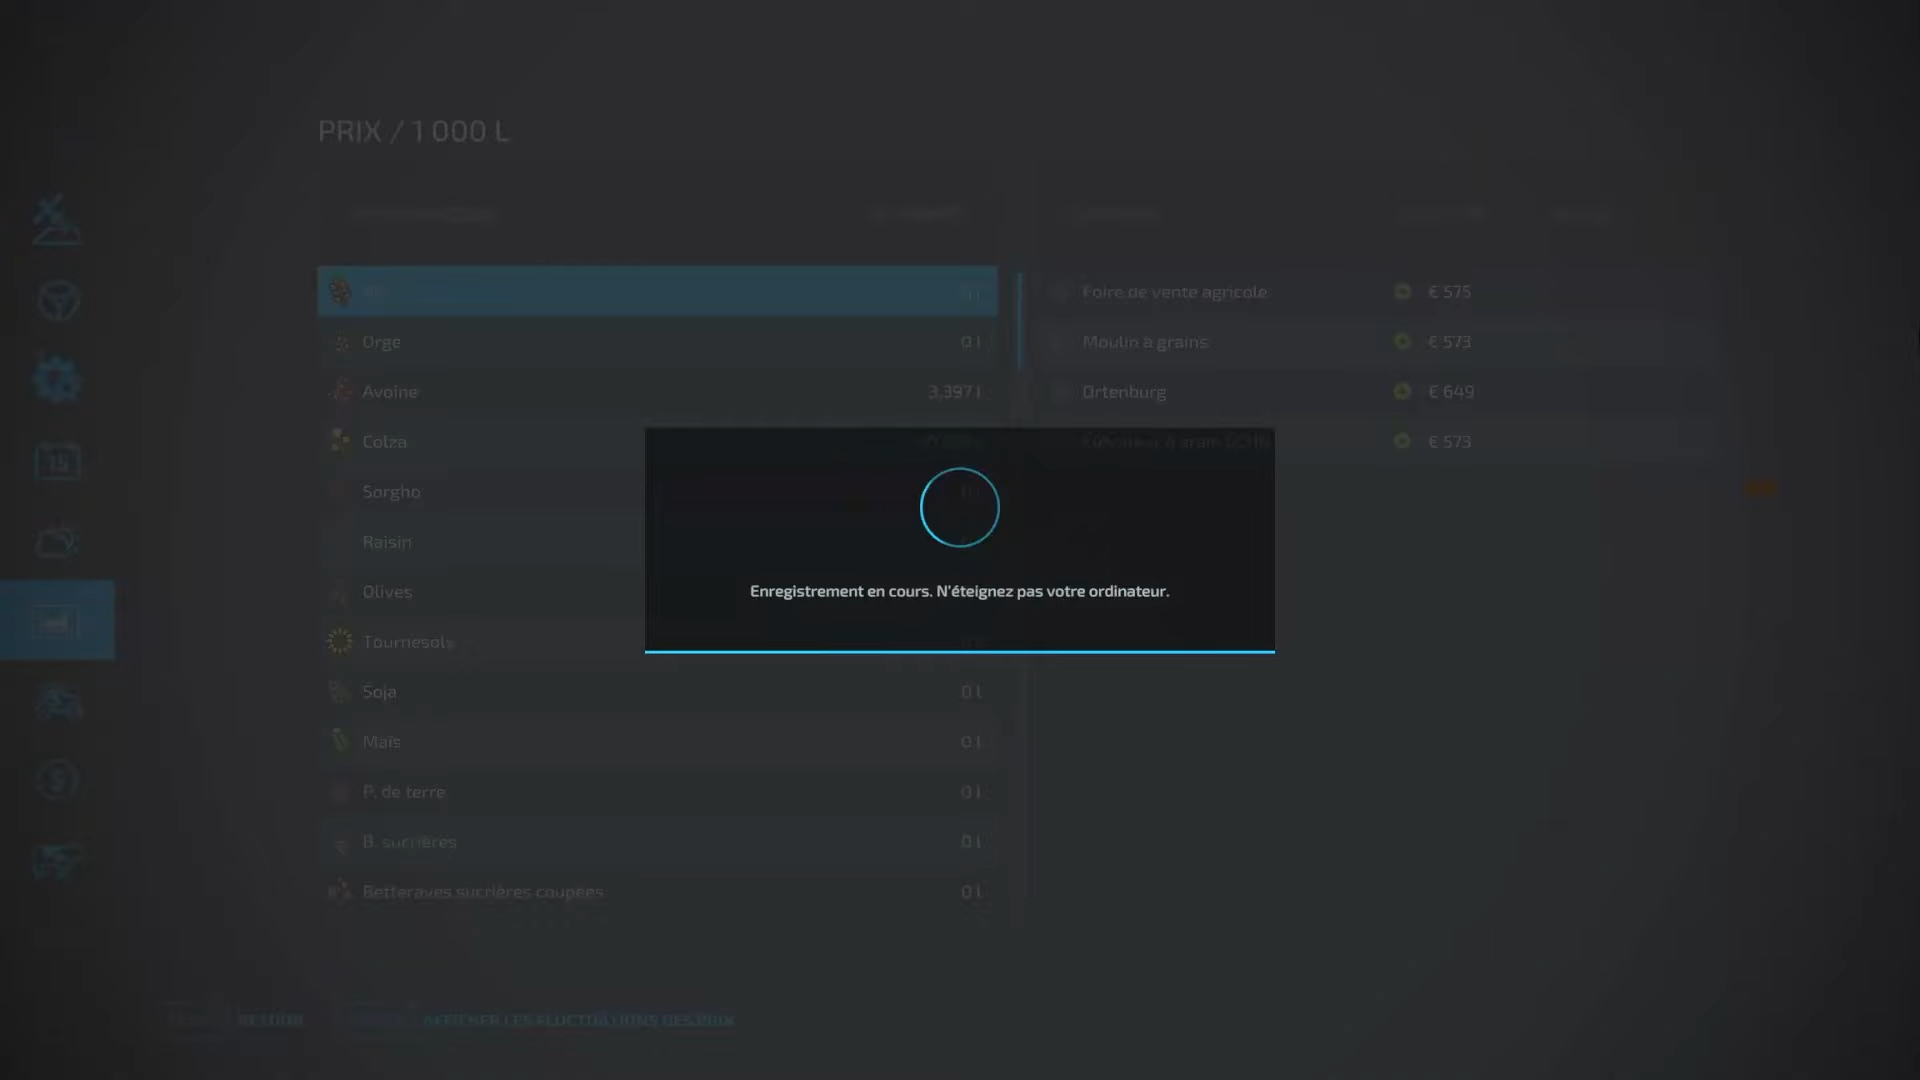 PRIX / 1 000 L
Foire de vente agricole € 575
Orge 0 l
Moulin à grains € 573
Avoine 3,397 l
Ortenburg € 649
Colza
€ 573
Sorgho
Raisin
Olives
Tournesols
Soja 0 l
Maïs 0 l
P. de terre 0 l
B. sucrières 0 l
Betteraves sucrières coupées 0 l
Enregistrement en cours. N'éteignez pas votre ordinateur.
15
RETOUR
AFFICHER LES FLUCTUATIONS DES PRIX